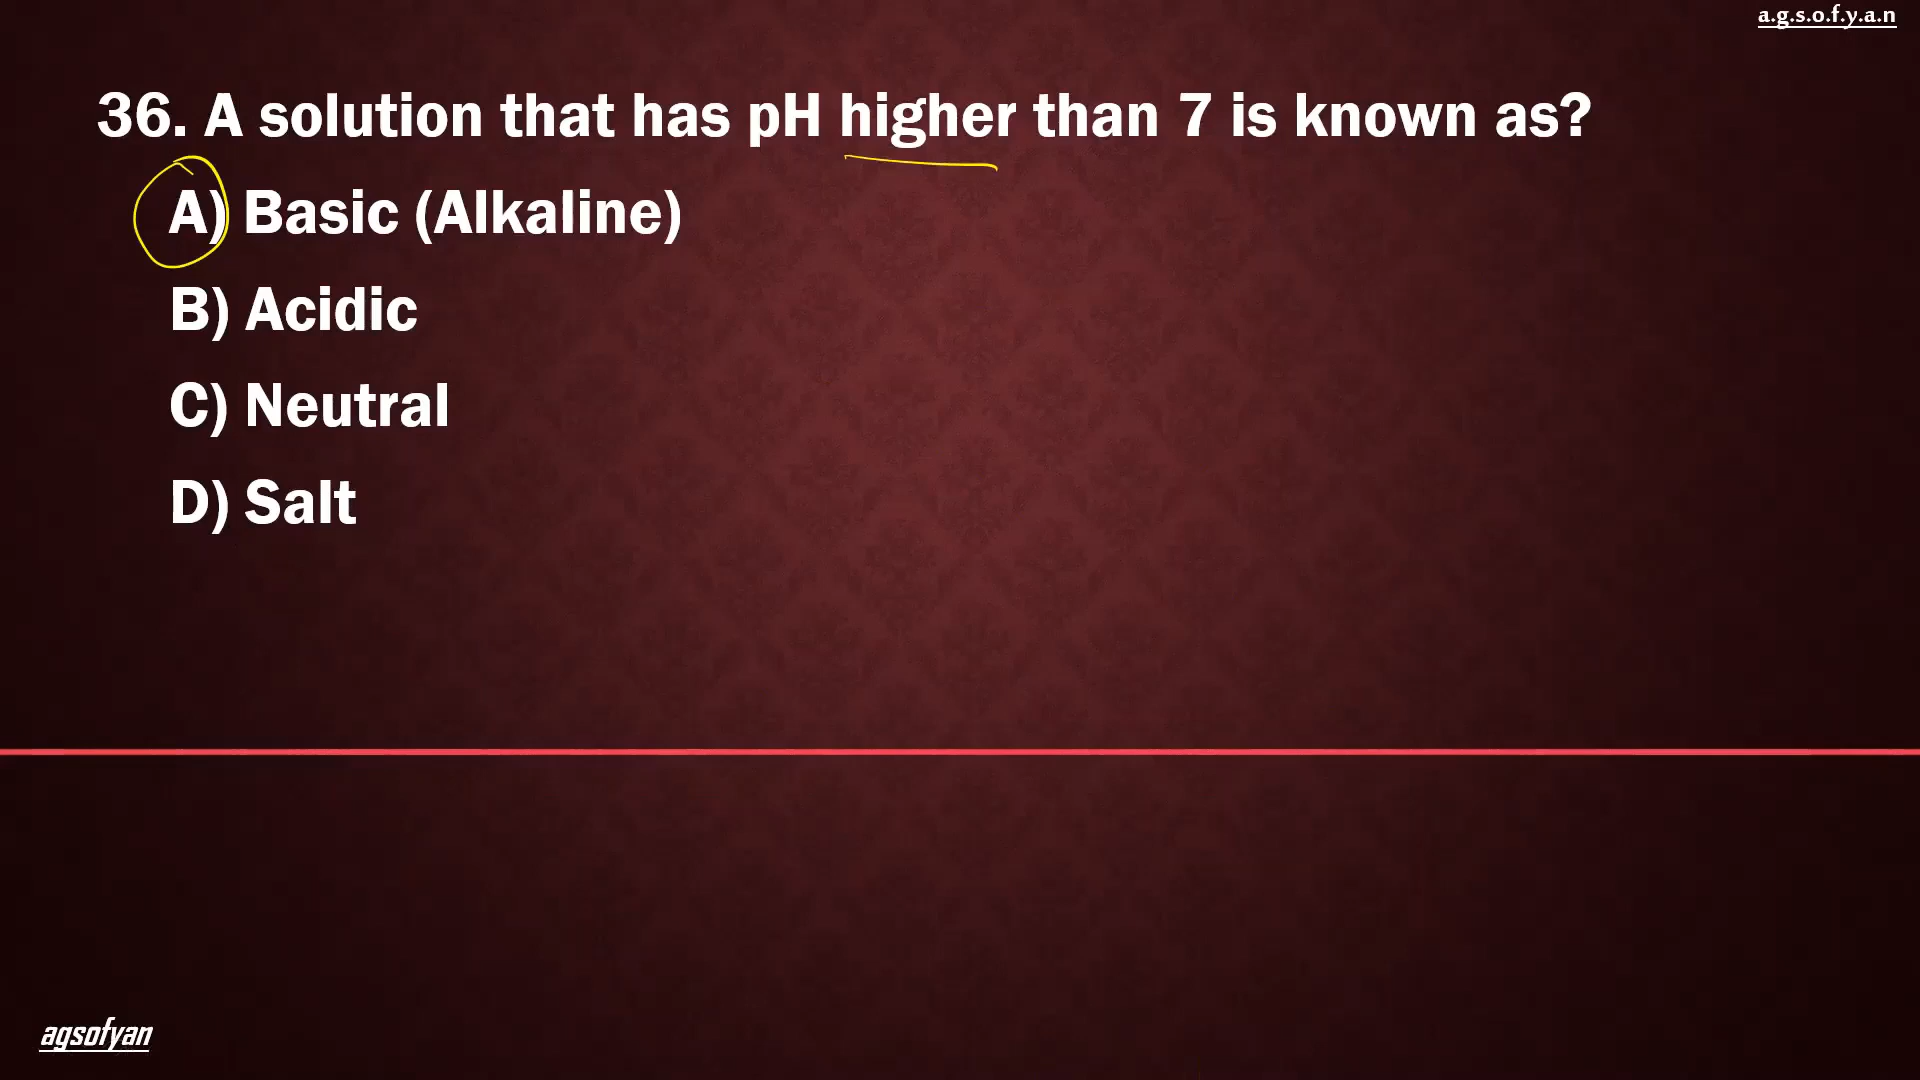 a.g.s.o.f.y.a.n
36. A solution that has pH higher than 7 is known as?
A) Basic (Alkaline)
B) Acidic
C) Neutral
D) Salt
agsofyan